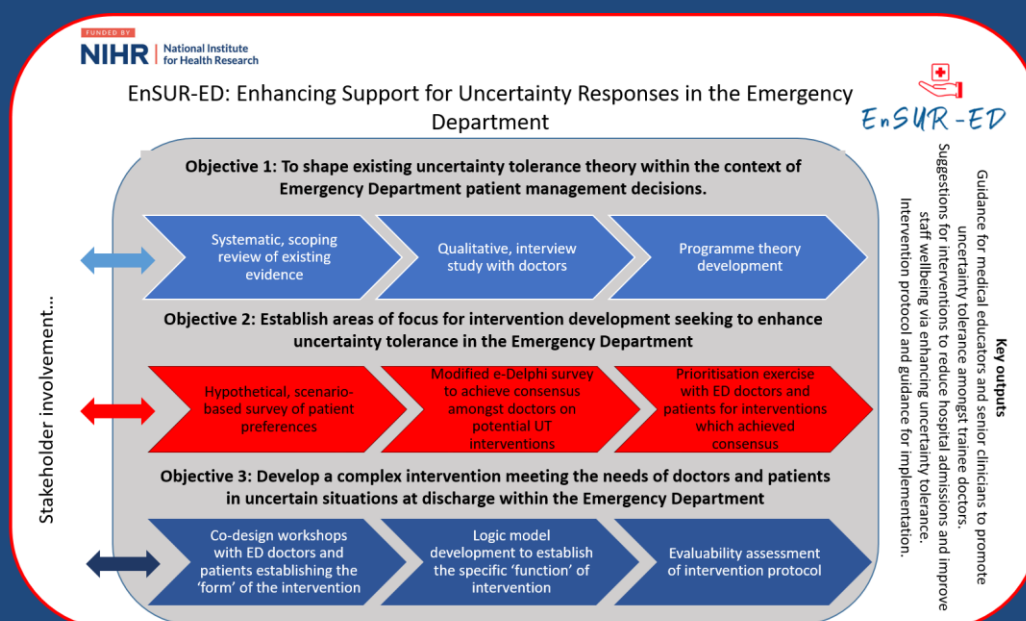 FUNDED BY
NIHR | National Institute
for Health Research
EnSUR-ED: Enhancing Support for Uncertainty Responses in the Emergency
Department
EnSUR-ED
Objective 1: To shape existing uncertainty tolerance theory within the context of
Emergency Department patient management decisions.
Systematic, scoping
review of existing
evidence
Qualitative, interview
study with doctors
Programme theory
development
Objective 2: Establish areas of focus for intervention development seeking to enhance
uncertainty tolerance in the Emergency Department
Hypothetical, scenario-
based survey of patient
preferences
Modified e-Delphi survey
to achieve consensus
amongst doctors on
potential UT
interventions
Prioritisation exercise
with ED doctors and
patients for interventions
which achieved
consensus
Objective 3: Develop a complex intervention meeting the needs of doctors and patients
in uncertain situations at discharge within the Emergency Department
Co-design workshops
with ED doctors and
patients establishing the
‘form’ of the intervention
Logic model
development to establish
the specific ‘function’ of
intervention
Evaluability assessment
of intervention protocol
Stakeholder involvement...
Key outputs
Guidance for medical educators and senior clinicians to promote
uncertainty tolerance amongst trainee doctors.
Suggestions for interventions to reduce hospital admissions and improve
staff wellbeing via enhancing uncertainty tolerance.
Intervention protocol and guidance for implementation.